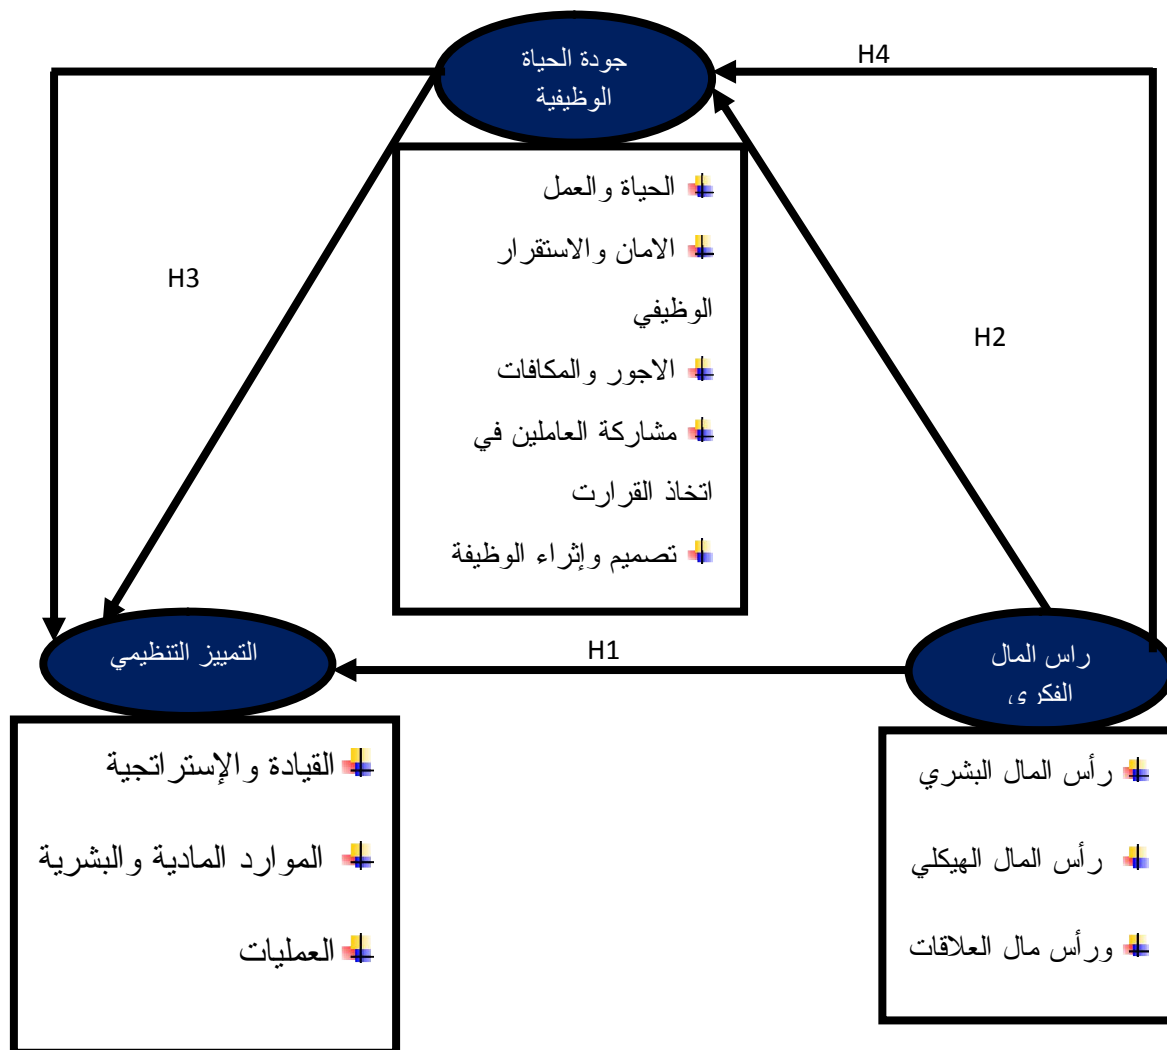 جودة الحياة
الوظيفية
H4
الحياة والعمل
الامان والاستقرار
الوظيفي
الاجور والمكافات
مشاركة العاملين في
اتخاذ القرارت
تصميم وإثراء الوظيفة
H3
H2
H1
راس المال
الفكري
رأس المال البشري
رأس المال الهيكلي
ورأس مال العلاقات
التمييز التنظيمي
القيادة والإستراتجية
الموارد المادية والبشرية
العمليات